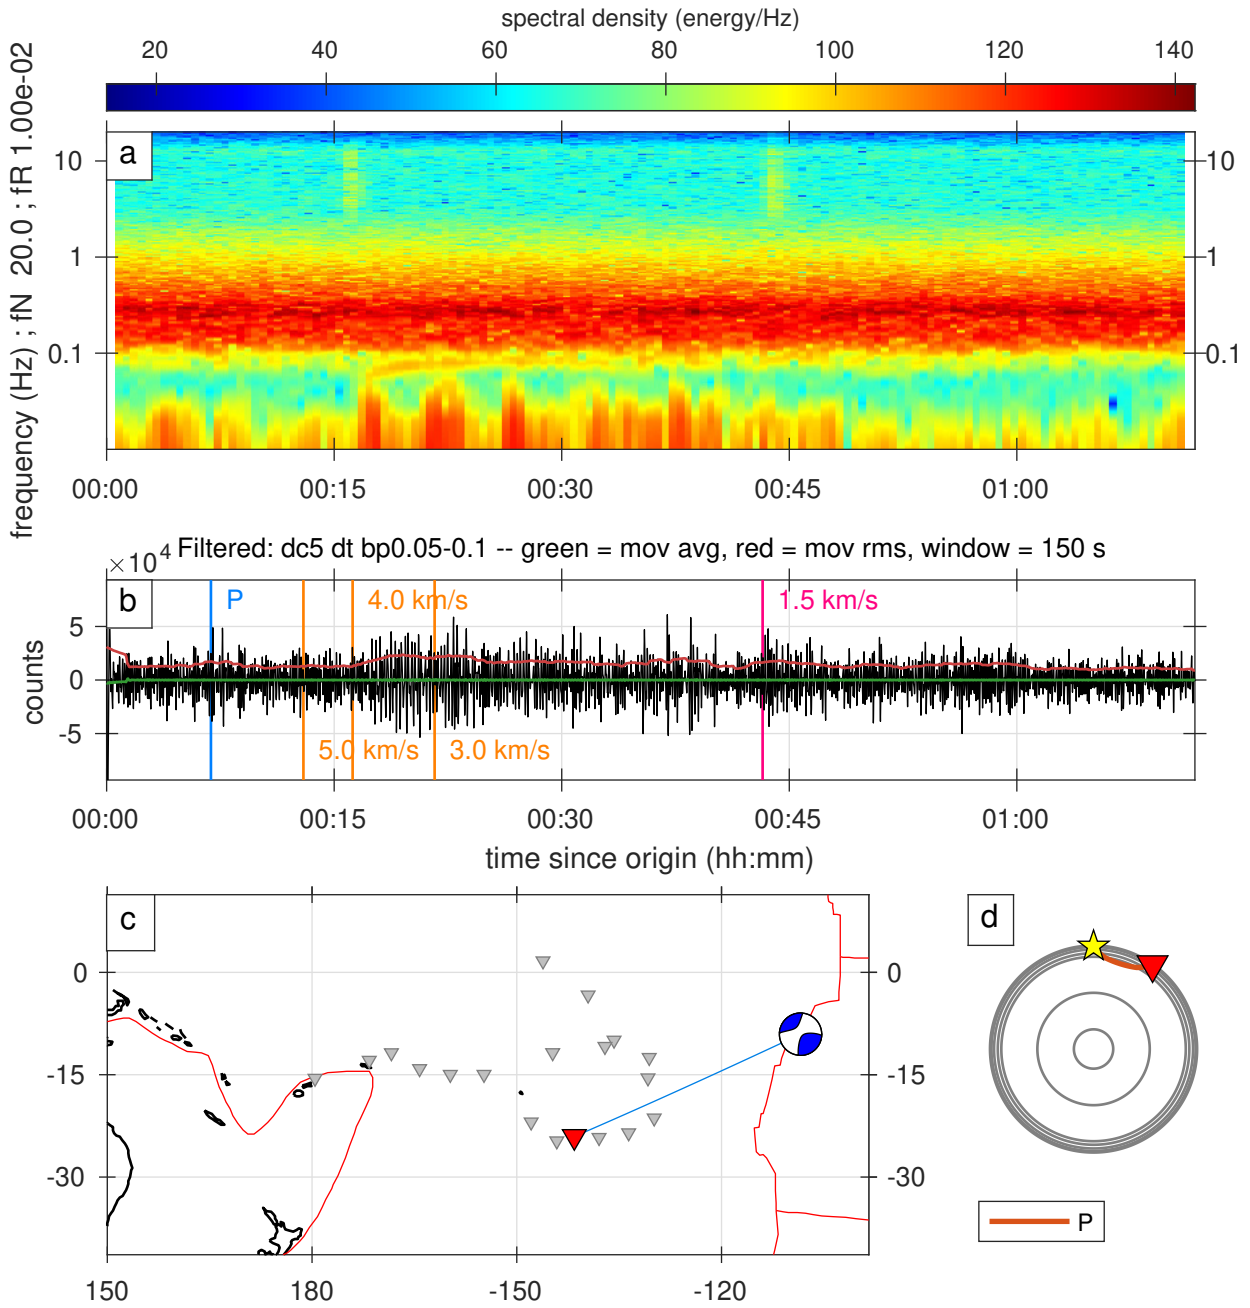 spectral density (energy/Hz)
20 40 60 80 100 120 140
frequency (Hz) ; fN 20.0 ; fR 1.00e-02
a
10 10
1 1
0.1 0.1
00:00 00:15 00:30 00:45 01:00
×10⁴ Filtered: dc5 dt bp0.05-0.1 -- green = mov avg, red = mov rms, window = 150 s
b
P 4.0 km/s 1.5 km/s
5.0 km/s 3.0 km/s
counts
5
0
-5
00:00 00:15 00:30 00:45 01:00
time since origin (hh:mm)
c
0 0
-15 -15
-30 -30
150 180 -150 -120
d
P